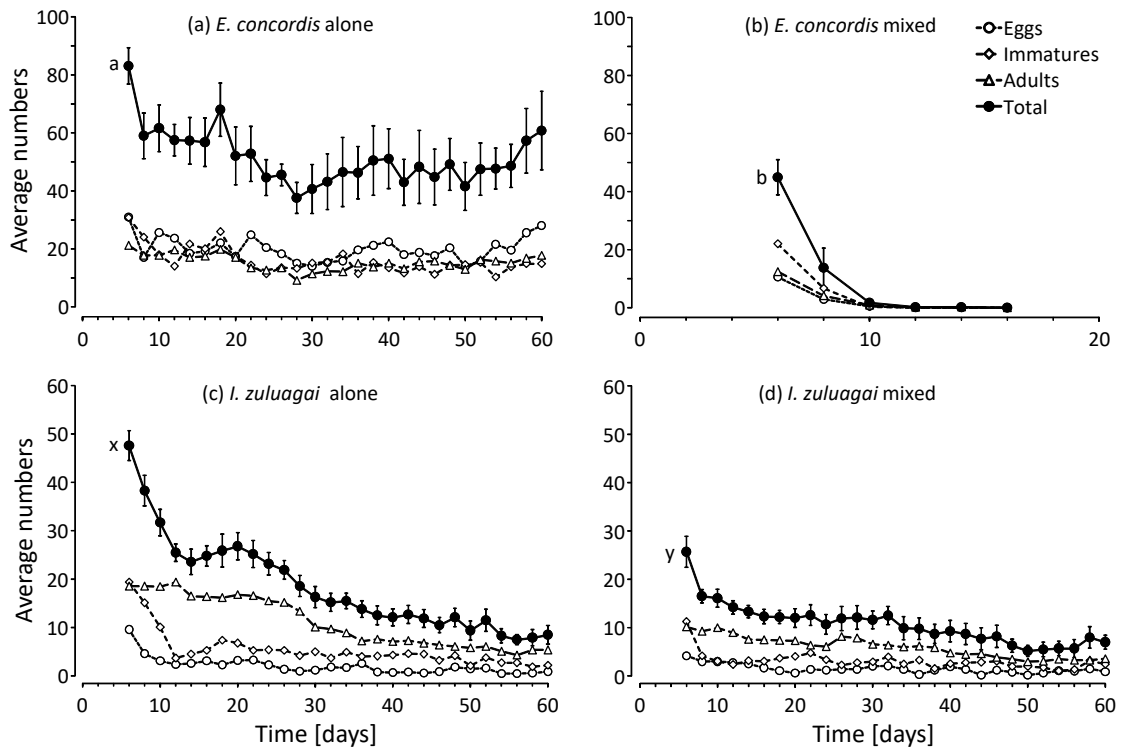 (a) E. concordis alone
(b) E. concordis mixed
Eggs
Immatures
Adults
Total
Average numbers
100
80
60
40
20
0
a
0 10 20 30 40 50 60
100
80
60
40
20
0
b
0 10 20
(c) I. zuluagai alone
(d) I. zuluagai mixed
Average numbers
60
50
40
30
20
10
0
x
0 10 20 30 40 50 60
Time [days]
60
50
40
30
20
10
0
y
0 10 20 30 40 50 60
Time [days]